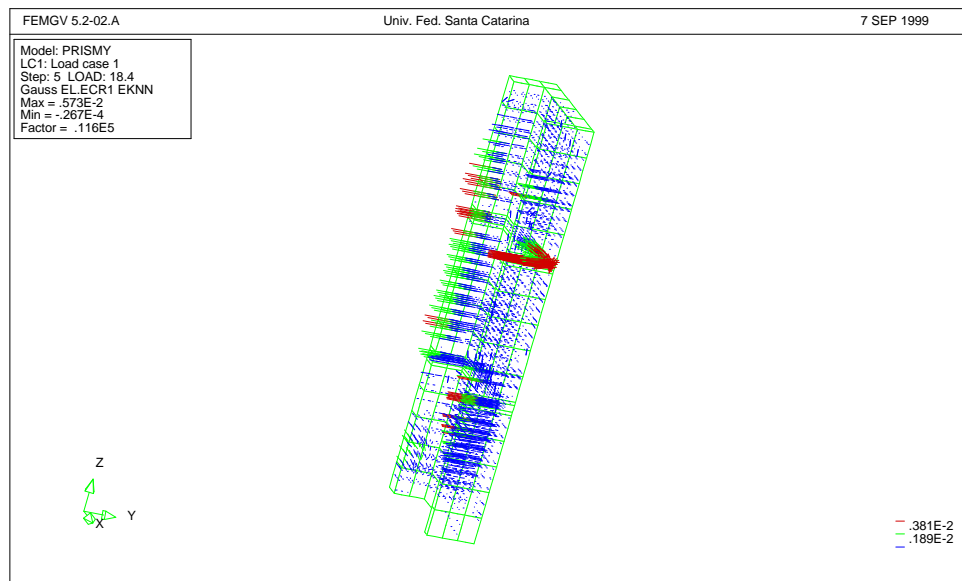 FEMGV 5.2-02.A Univ. Fed. Santa Catarina 7 SEP 1999
Model: PRISMY
LC1: Load case 1
Step: 5 LOAD: 18.4
Gauss EL.ECR1 EKNN
Max = .573E-2
Min = -.267E-4
Factor = .116E5
Z
Y
X
.381E-2
.189E-2